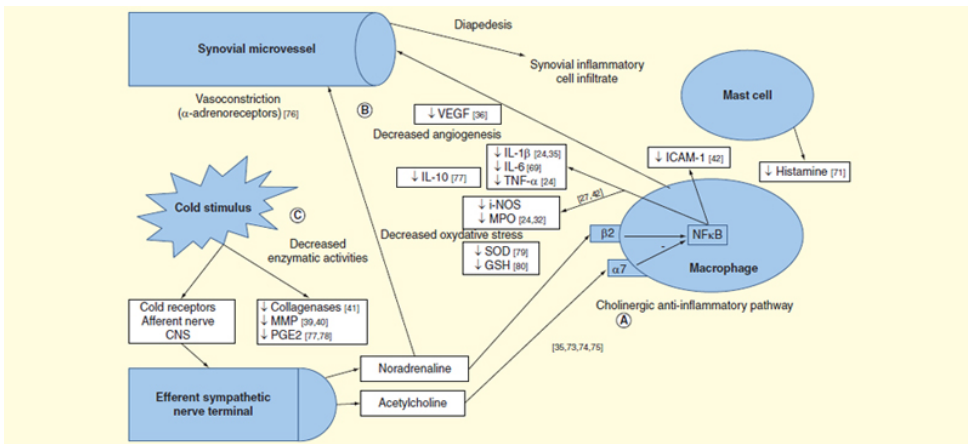 Diapedesis
Synovial microvessel
Synovial inflammatory
cell infiltrate
Mast cell
Vasoconstriction
(α-adrenoreceptors) [76]
B
↓ VEGF [36]
Decreased angiogenesis
↓ IL-1β [24,35]
↓ IL-6 [69]
↓ TNF-α [24]
↓ IL-10 [77]
↓ ICAM-1 [42]
↓ Histamine [71]
[27,42]
Cold stimulus
C
↓ i-NOS
↓ MPO [24,32]
Decreased oxydative stress
↓ SOD [79]
↓ GSH [80]
β2
NFκB
-
α7
Macrophage
Decreased
enzymatic activities
Cholinergic anti-inflammatory pathway
A
Cold receptors
Afferent nerve
CNS
↓ Collagenases [41]
↓ MMP [39,40]
↓ PGE2 [77,78]
[35,73,74,75]
Noradrenaline
Efferent sympathetic
nerve terminal
Acetylcholine